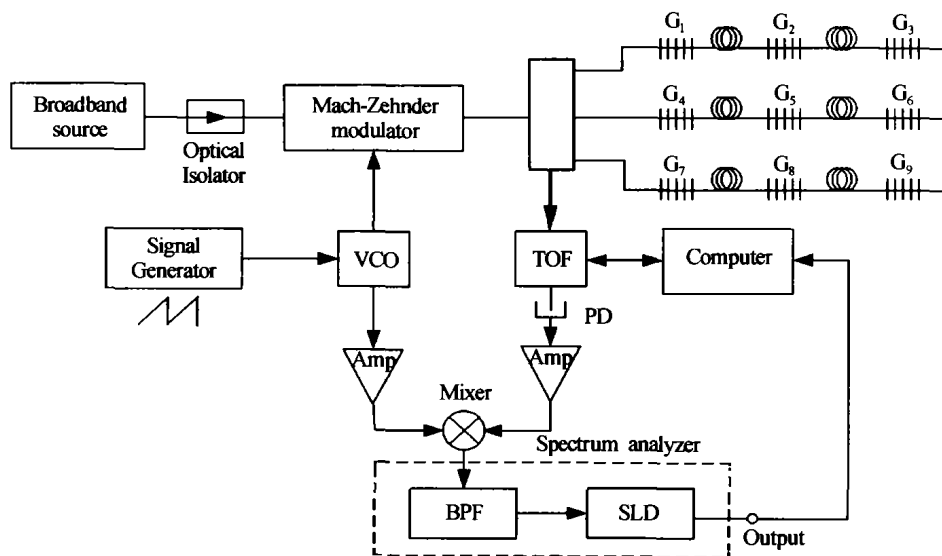 G₁ G₂ G₃
Broadband
source
Optical
Isolator
Mach-Zehnder
modulator
G₄ G₅ G₆
G₇ G₈ G₉
Signal
Generator
VCO
TOF
Computer
PD
Amp
Amp
Mixer
Spectrum analyzer
BPF
SLD
Output